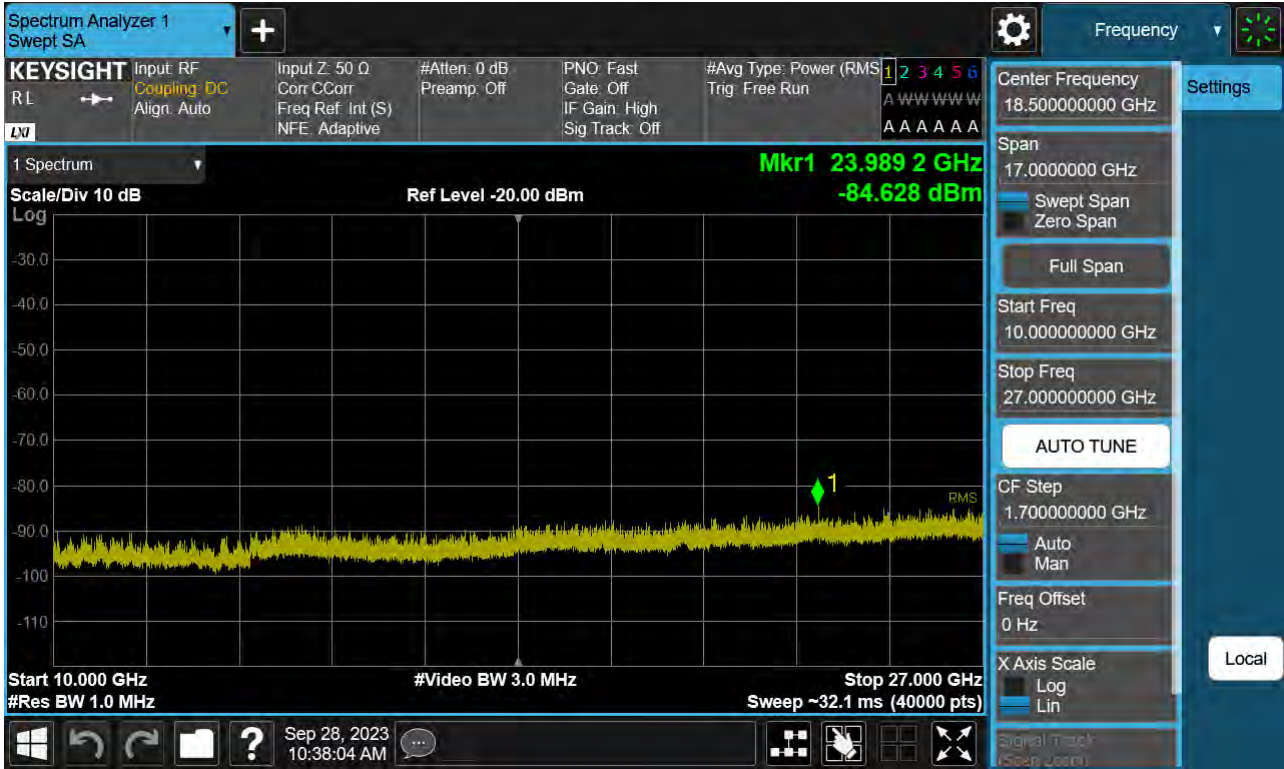 Spectrum Analyzer 1
Swept SA
+
Frequency
KEYSIGHT
R L
LXI
Input: RF
Coupling: DC
Align: Auto
Input Z: 50 Ω
Corr CCorr
Freq Ref: Int (S)
NFE: Adaptive
#Atten: 0 dB
Preamp: Off
PNO: Fast
Gate: Off
IF Gain: High
Sig Track: Off
#Avg Type: Power (RMS
Trig: Free Run
1 2 3 4 5 6
A W W W W W
A A A A A A
1 Spectrum
Mkr1 23.989 2 GHz
Scale/Div 10 dB
Ref Level -20.00 dBm
-84.628 dBm
Log
-30.0
-40.0
-50.0
-60.0
-70.0
-80.0
-90.0
-100
-110
1
RMS
Start 10.000 GHz
#Video BW 3.0 MHz
Stop 27.000 GHz
#Res BW 1.0 MHz
Sweep ~32.1 ms (40000 pts)
Center Frequency
18.500000000 GHz
Span
17.0000000 GHz
Swept Span
Zero Span
Full Span
Start Freq
10.000000000 GHz
Stop Freq
27.000000000 GHz
AUTO TUNE
CF Step
1.700000000 GHz
Auto
Man
Freq Offset
0 Hz
X Axis Scale
Log
Lin
Signal Track
(Span Zoom)
Settings
Local
?
Sep 28, 2023
10:38:04 AM